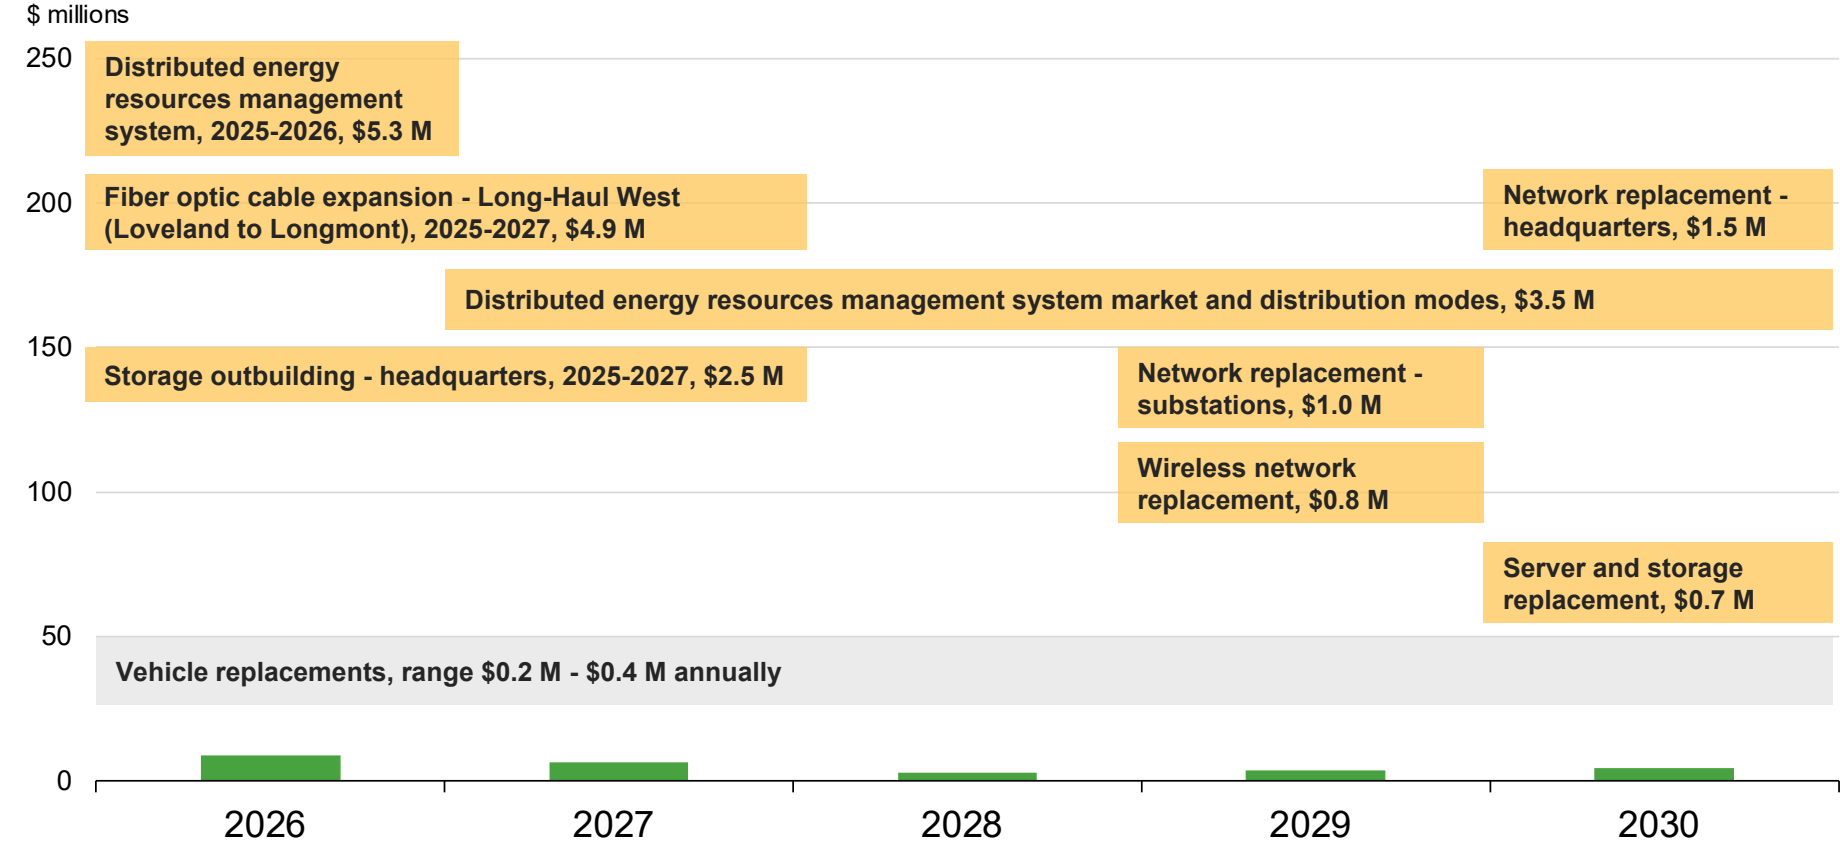 $ millions
250
Distributed energy
resources management
system, 2025-2026, $5.3 M
200
Fiber optic cable expansion - Long-Haul West
(Loveland to Longmont), 2025-2027, $4.9 M
Network replacement -
headquarters, $1.5 M
Distributed energy resources management system market and distribution modes, $3.5 M
150
Storage outbuilding - headquarters, 2025-2027, $2.5 M
Network replacement -
substations, $1.0 M
100
Wireless network
replacement, $0.8 M
Server and storage
replacement, $0.7 M
50
Vehicle replacements, range $0.2 M - $0.4 M annually
0
2026
2027
2028
2029
2030